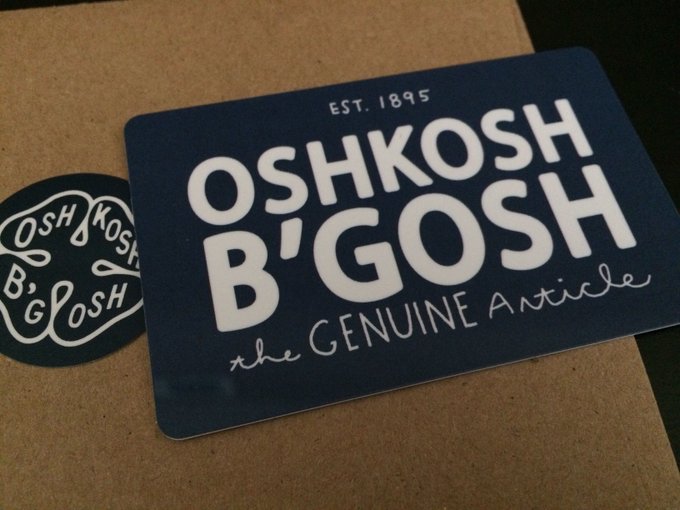 EST. 1895
OSHKOSH
B'GOSH
the GENUINE Article
OSH KOSH
B'GOSH